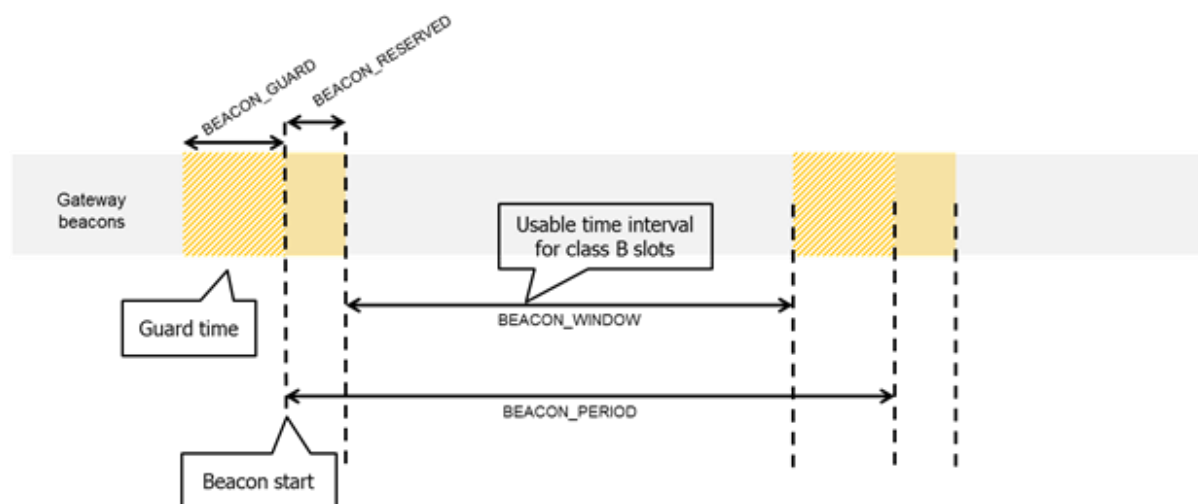 BEACON_GUARD
BEACON_RESERVED
Gateway
beacons
Usable time interval
for class B slots
Guard time
BEACON_WINDOW
BEACON_PERIOD
Beacon start